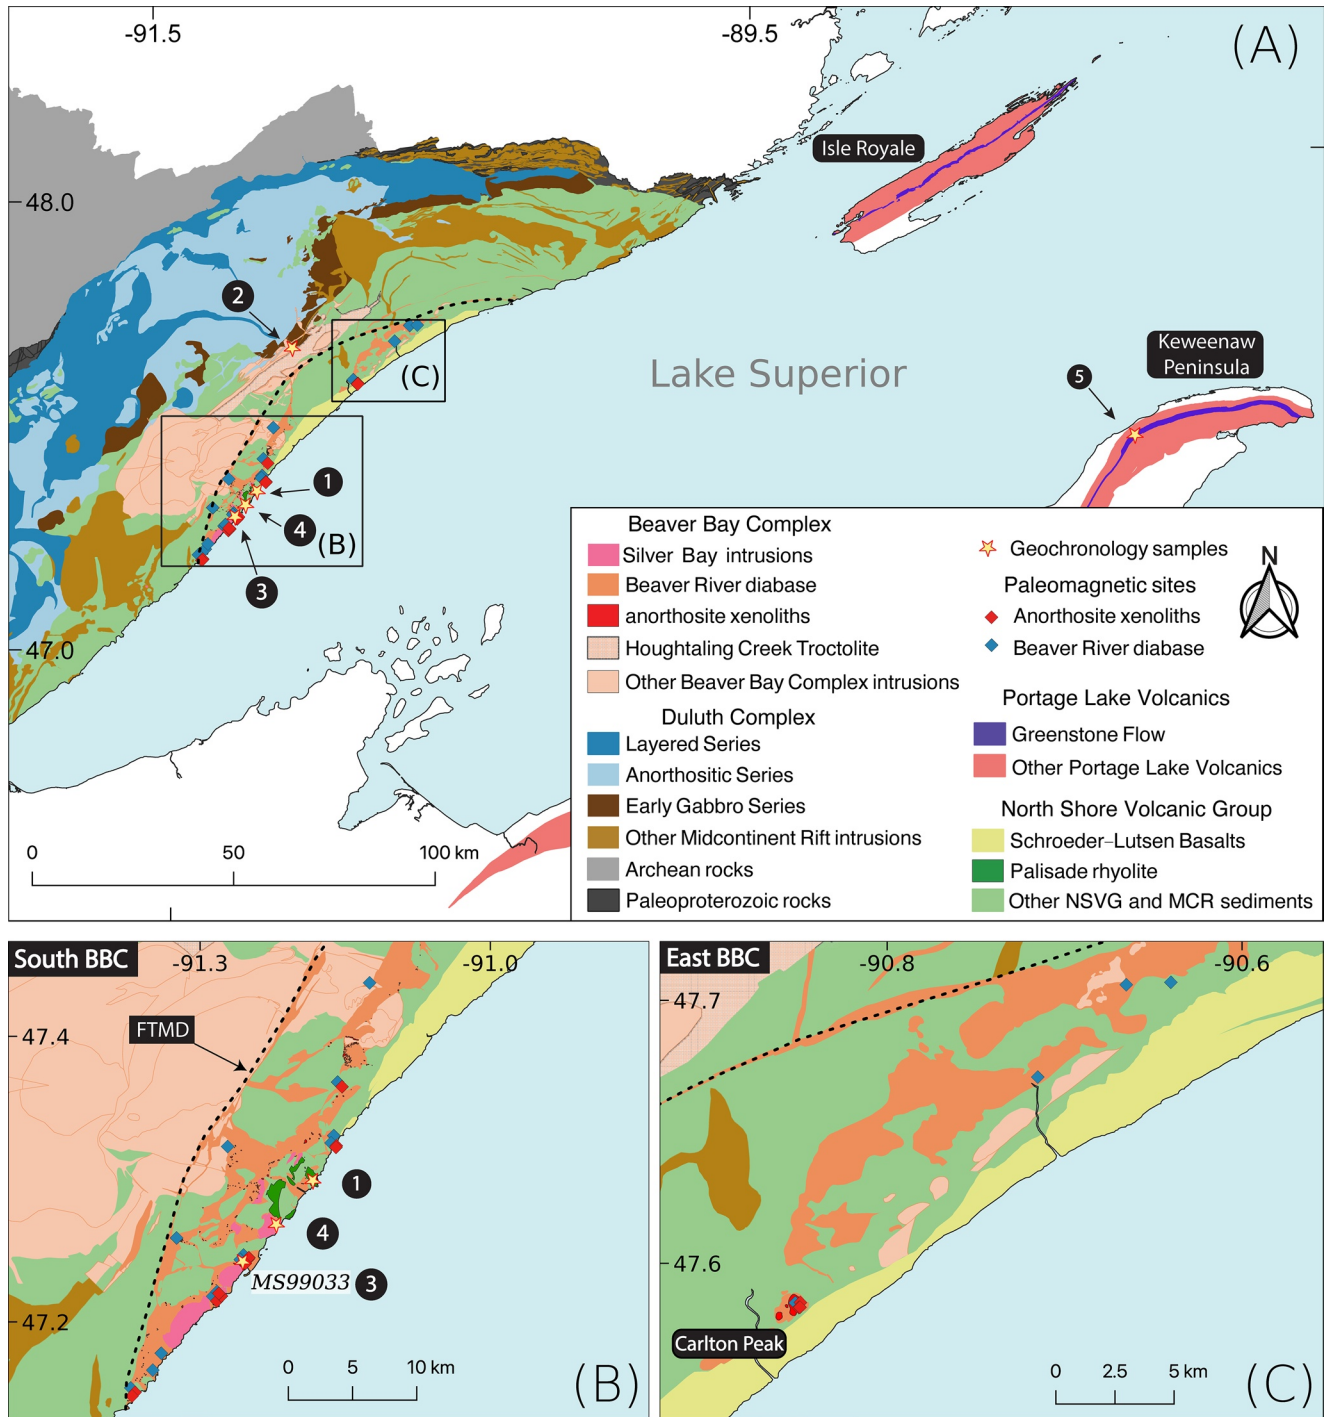 -91.5
-89.5
(A)
Isle Royale
48.0
2
Keweenaw
Peninsula
Lake Superior
5
(C)
1
4
(B)
3
47.0
Beaver Bay Complex
Silver Bay intrusions
Beaver River diabase
anorthosite xenoliths
Houghtaling Creek Troctolite
Other Beaver Bay Complex intrusions
Duluth Complex
Layered Series
Anorthositic Series
Early Gabbro Series
Other Midcontinent Rift intrusions
Archean rocks
Paleoproterozoic rocks
Geochronology samples
Paleomagnetic sites
Anorthosite xenoliths
Beaver River diabase
N
Portage Lake Volcanics
Greenstone Flow
Other Portage Lake Volcanics
North Shore Volcanic Group
Schroeder-Lutsen Basalts
Palisade rhyolite
Other NSVG and MCR sediments
0 50 100 km
South BBC
-91.3
-91.0
FTMD
47.4
1
4
MS99033 3
47.2
0 5 10 km
(B)
East BBC
-90.8
-90.6
47.7
47.6
Carlton Peak
0 2.5 5 km
(C)